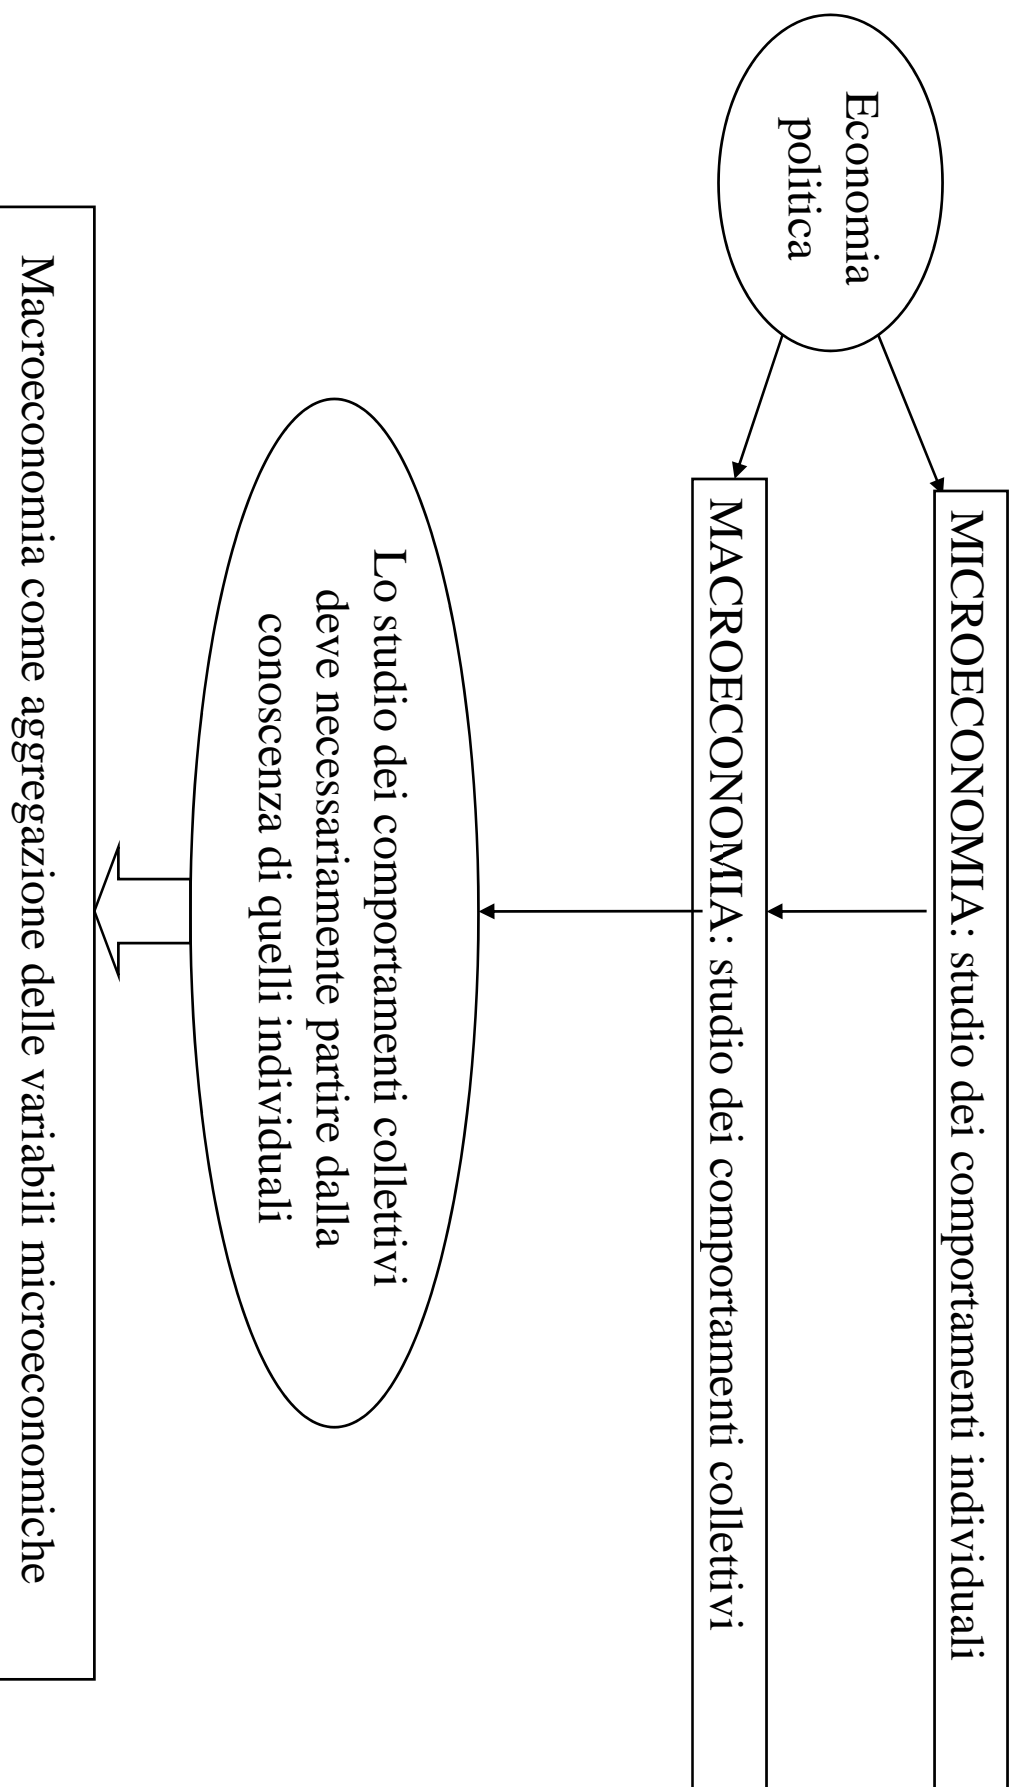 MICROECONOMIA: studio dei comportamenti individuali
Economia
politica
MACROECONOMIA: studio dei comportamenti collettivi
Lo studio dei comportamenti collettivi
deve necessariamente partire dalla
conoscenza di quelli individuali
Macroeconomia come aggregazione delle variabili microeconomiche